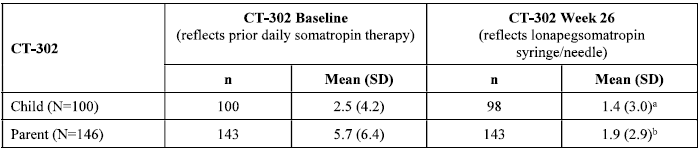 CT-302
CT-302 Baseline
(reflects prior daily somatropin therapy)
CT-302 Week 26
(reflects lonapegsomatropin
syringe/needle)
n Mean (SD) n Mean (SD)
Child (N=100) 100 2.5 (4.2) 98 1.4 (3.0)ᵃ
Parent (N=146) 143 5.7 (6.4) 143 1.9 (2.9)ᵇ